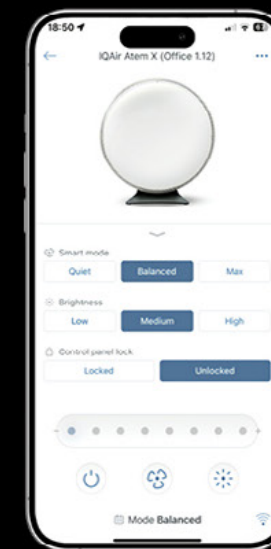 18:50
IQAir Atem X (Office 1.12)
Smart mode
Quiet Balanced Max
Brightness
Low Medium High
Control panel lock
Locked Unlocked
- +
Mode Balanced